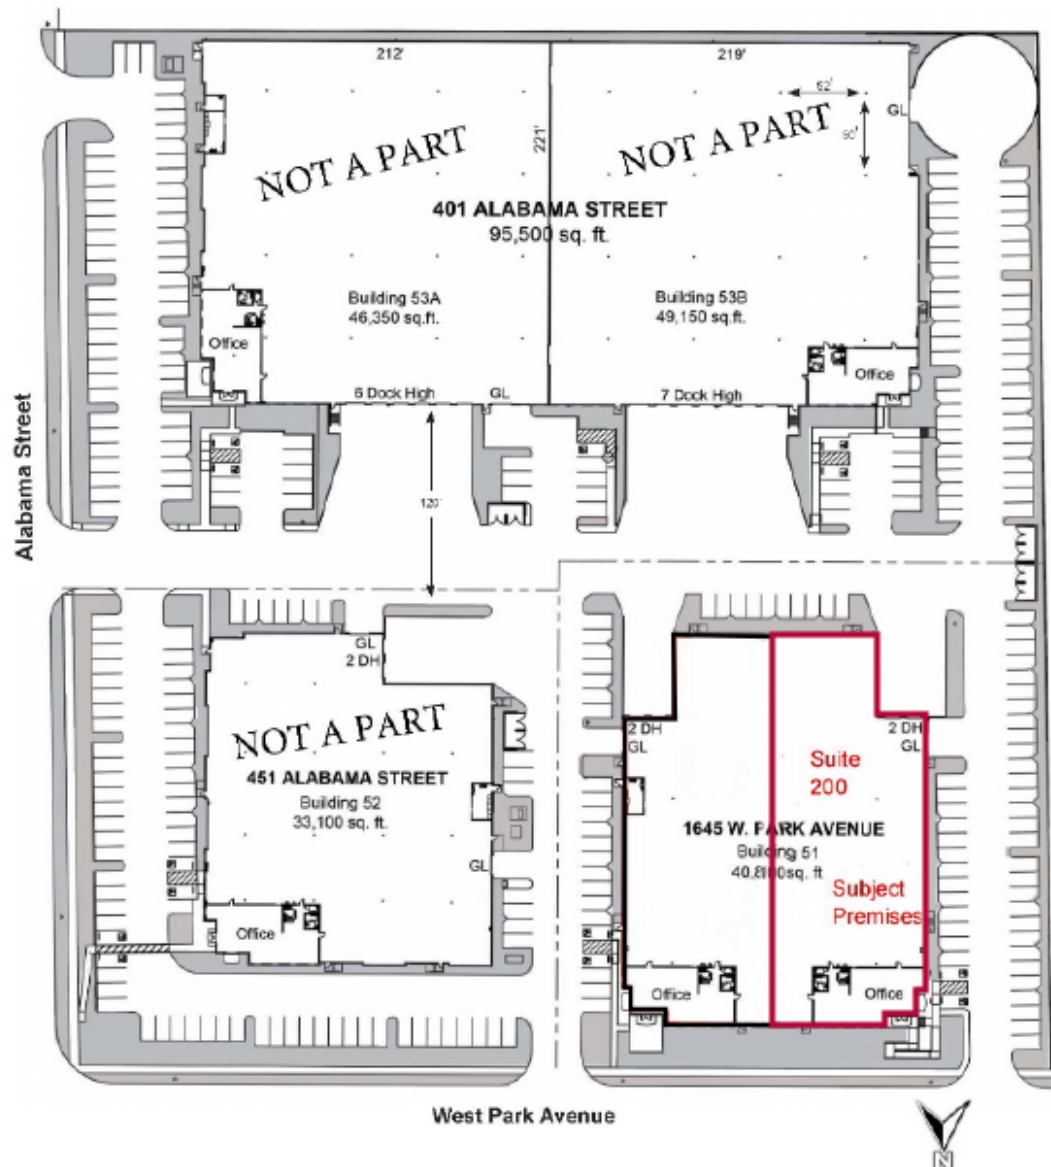 212'
219'
52'
GL
50'
221'
NOT A PART
NOT A PART
401 ALABAMA STREET
95,500 sq. ft.
Building 53A
46,350 sq.ft.
Building 53B
49,150 sq.ft.
Office
Office
6 Dock High
GL
7 Dock High
Alabama Street
120'
GL
2 DH
NOT A PART
451 ALABAMA STREET
Building 52
33,100 sq. ft.
GL
Office
2 DH
GL
2 DH
GL
Suite
200
1645 W. PARK AVENUE
Building 51
sq. ft
Subject
Premises
Office
Office
West Park Avenue
N